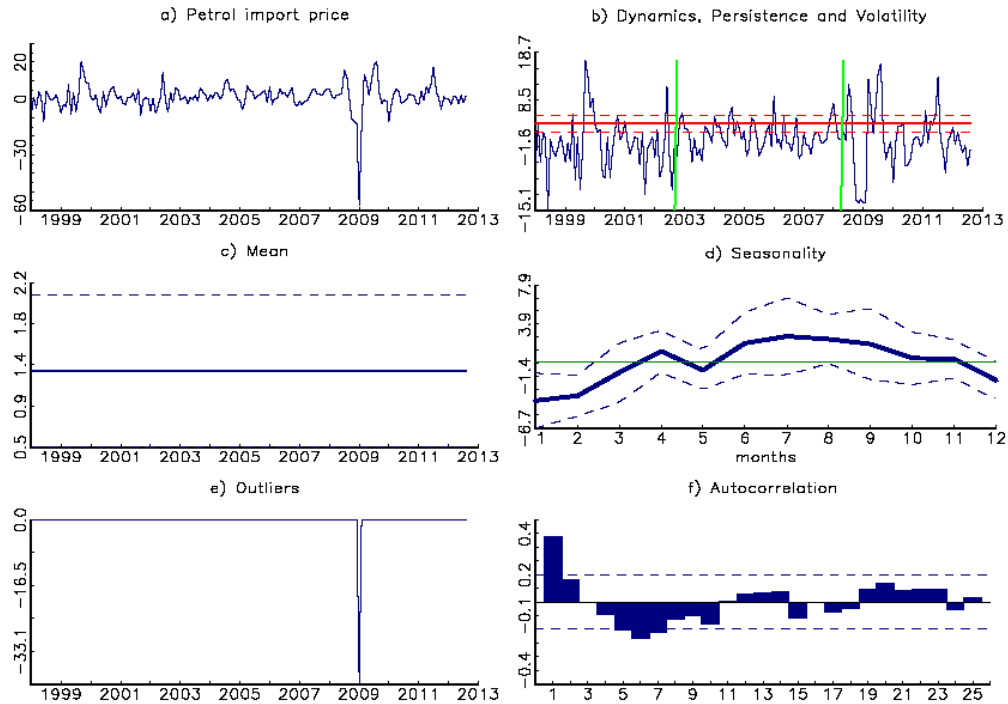 a) Petrol import price
20
0
−30
−60
1999 2001 2003 2005 2007 2009 2011 2013
b) Dynamics, Persistence and Volatility
18.7
8.5
−1.6
−15.1
1999 2001 2003 2005 2007 2009 2011 2013
c) Mean
2.2
1.8
1.4
0.9
0.5
1999 2001 2003 2005 2007 2009 2011 2013
d) Seasonality
7.9
3.9
−1.4
−6.7
1 2 3 4 5 6 7 8 9 10 11 12
months
e) Outliers
0.0
−16.5
−33.1
1999 2001 2003 2005 2007 2009 2011 2013
f) Autocorrelation
0.4
0.2
−0.1
−0.4
1 3 5 7 9 11 13 15 17 19 21 23 25